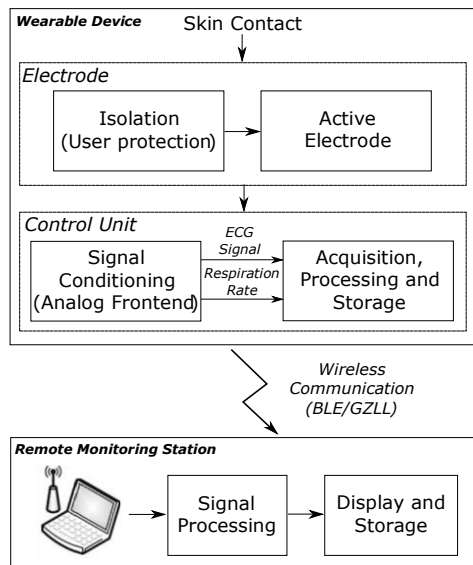 Wearable Device
Skin Contact
Electrode
Isolation
(User protection)
Active
Electrode
Control Unit
Signal
Conditioning
(Analog Frontend)
ECG
Signal
Respiration
Rate
Acquisition,
Processing and
Storage
Wireless
Communication
(BLE/GZLL)
Remote Monitoring Station
Signal
Processing
Display and
Storage